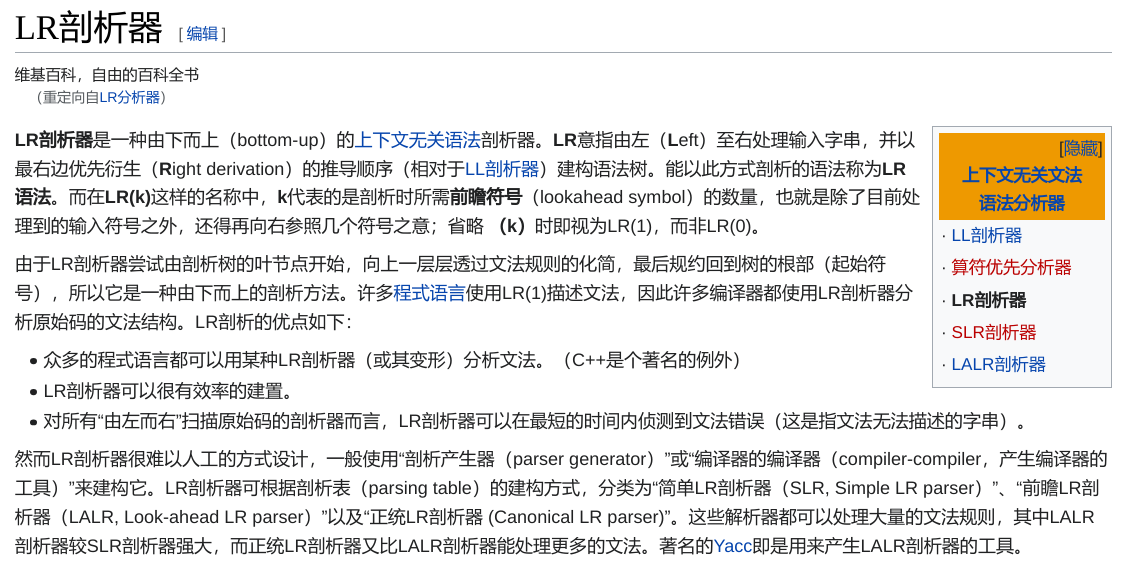 LR剖析器 [ 编辑 ]
维基百科，自由的百科全书
（重定向自LR分析器）
LR剖析器是一种由下而上（bottom-up）的上下文无关语法剖析器。LR意指由左（Left）至右处理输入字串，并以
最右边优先衍生（Right derivation）的推导顺序（相对于LL剖析器）建构语法树。能以此方式剖析的语法称为LR
语法。而在LR(k)这样的名称中，k代表的是剖析时所需前瞻符号（lookahead symbol）的数量，也就是除了目前处
理到的输入符号之外，还得再向右参照几个符号之意；省略 （k）时即视为LR(1)，而非LR(0)。
由于LR剖析器尝试由剖析树的叶节点开始，向上一层层透过文法规则的化简，最后规约回到树的根部（起始符
号），所以它是一种由下而上的剖析方法。许多程式语言使用LR(1)描述文法，因此许多编译器都使用LR剖析器分
析原始码的文法结构。LR剖析的优点如下：
• 众多的程式语言都可以用某种LR剖析器（或其变形）分析文法。（C++是个著名的例外）
• LR剖析器可以很有效率的建置。
• 对所有“由左而右”扫描原始码的剖析器而言，LR剖析器可以在最短的时间内侦测到文法错误（这是指文法无法描述的字串）。
然而LR剖析器很难以人工的方式设计，一般使用“剖析产生器（parser generator）”或“编译器的编译器（compiler-compiler，产生编译器的
工具）”来建构它。LR剖析器可根据剖析表（parsing table）的建构方式，分类为“简单LR剖析器（SLR, Simple LR parser）”、“前瞻LR剖
析器（LALR, Look-ahead LR parser）”以及“正统LR剖析器 (Canonical LR parser)”。这些解析器都可以处理大量的文法规则，其中LALR
剖析器较SLR剖析器强大，而正统LR剖析器又比LALR剖析器能处理更多的文法。著名的Yacc即是用来产生LALR剖析器的工具。
[隐藏]
上下文无关文法
语法分析器
· LL剖析器
· 算符优先分析器
· LR剖析器
· SLR剖析器
· LALR剖析器